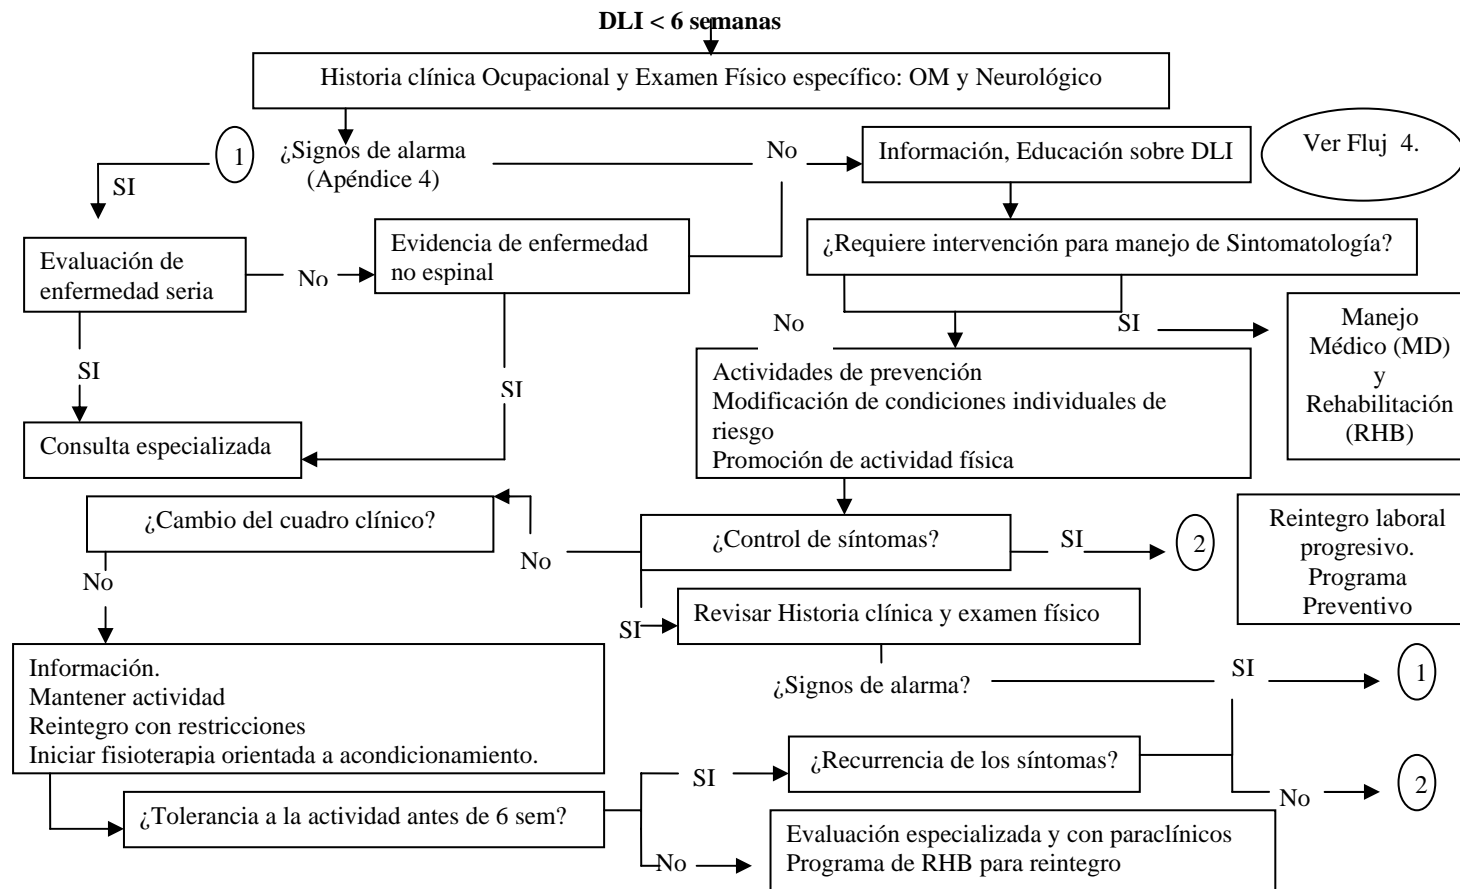 DLI < 6 semanas
Historia clínica Ocupacional y Examen Físico específico: OM y Neurológico
1
¿Signos de alarma
(Apéndice 4)
No
Información, Educación sobre DLI
Ver Fluj 4.
SI
Evaluación de
enfermedad seria
No
Evidencia de enfermedad
no espinal
¿Requiere intervención para manejo de Sintomatología?
No
SI
Manejo
Médico (MD)
y
Rehabilitación
(RHB)
SI
SI
Actividades de prevención
Modificación de condiciones individuales de
riesgo
Promoción de actividad física
Consulta especializada
¿Cambio del cuadro clínico?
No
¿Control de síntomas?
SI
2
Reintegro laboral
progresivo.
Programa
Preventivo
No
SI
Revisar Historia clínica y examen físico
Información.
Mantener actividad
Reintegro con restricciones
Iniciar fisioterapia orientada a acondicionamiento.
¿Signos de alarma?
SI
1
SI
¿Recurrencia de los síntomas?
No
2
¿Tolerancia a la actividad antes de 6 sem?
No
Evaluación especializada y con paraclínicos
Programa de RHB para reintegro